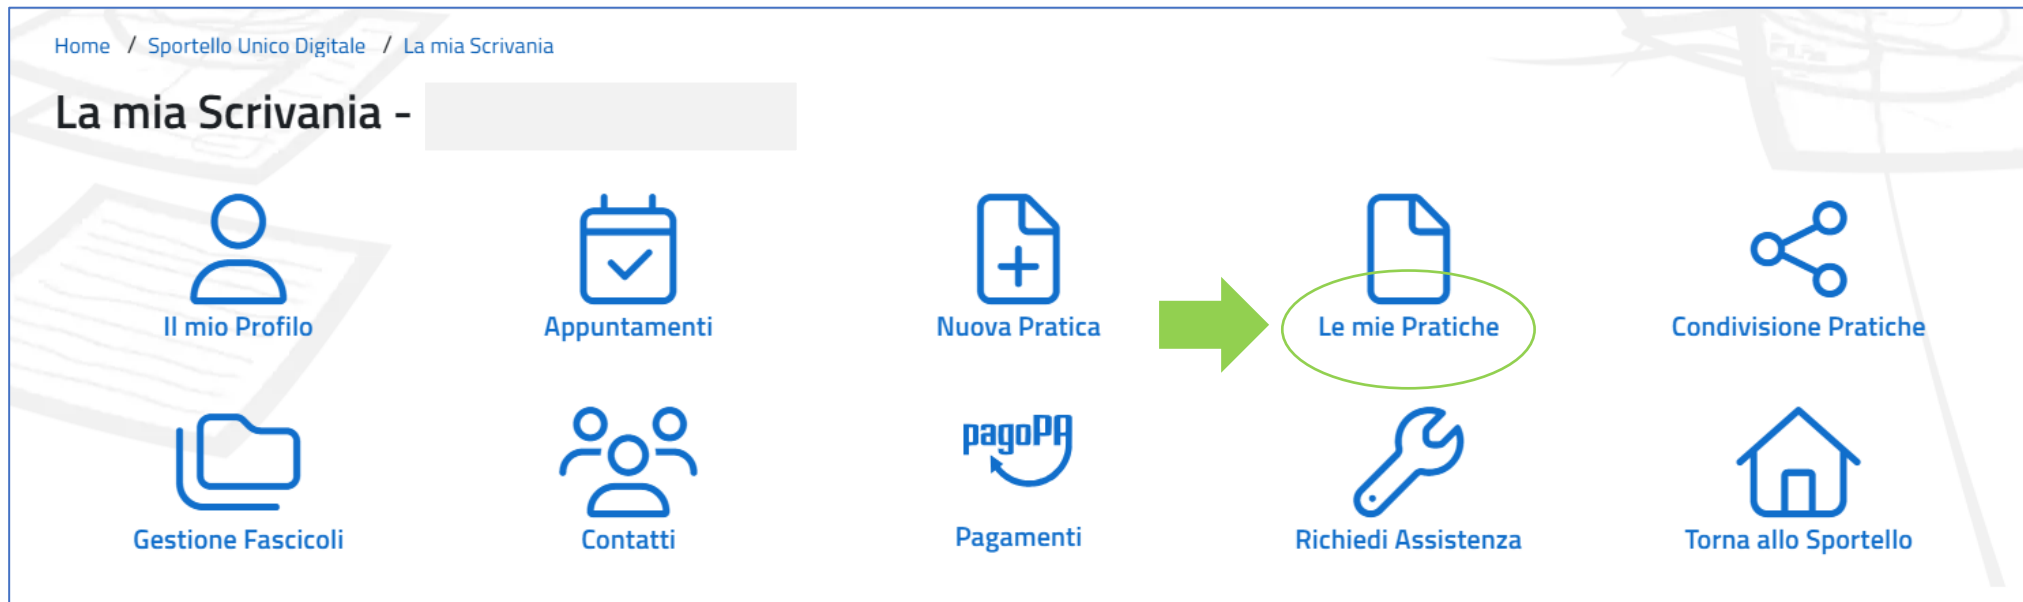 Home / Sportello Unico Digitale / La mia Scrivania
La mia Scrivania -
Il mio Profilo
Appuntamenti
Nuova Pratica
Le mie Pratiche
Condivisione Pratiche
pagoPA
Gestione Fascicoli
Contatti
Pagamenti
Richiedi Assistenza
Torna allo Sportello